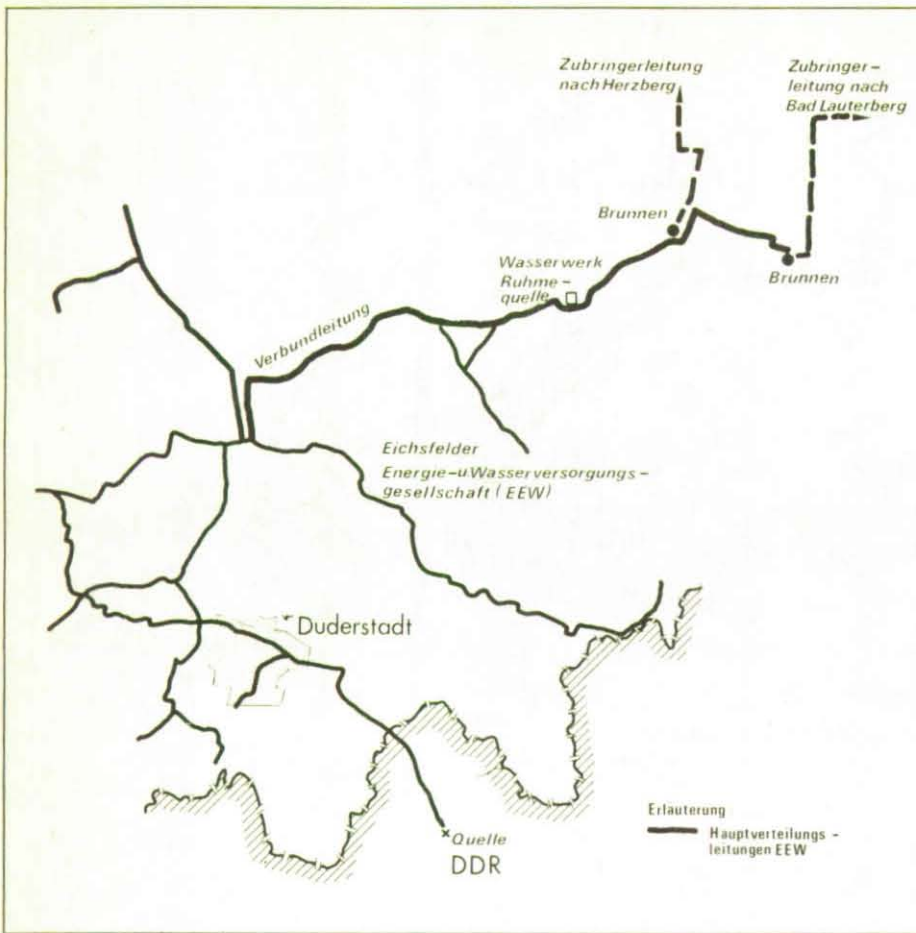 Zubringerleitung
nach Herzberg
Zubringer-
leitung nach
Bad Lauterberg
Brunnen
Brunnen
Wasserwerk
Ruhme-
quelle
Verbundleitung
Eichsfelder
Energie-u.Wasserversorgungs-
gesellschaft (EEW)
Duderstadt
Quelle
DDR
Erläuterung
Hauptverteilungs-
leitungen EEW